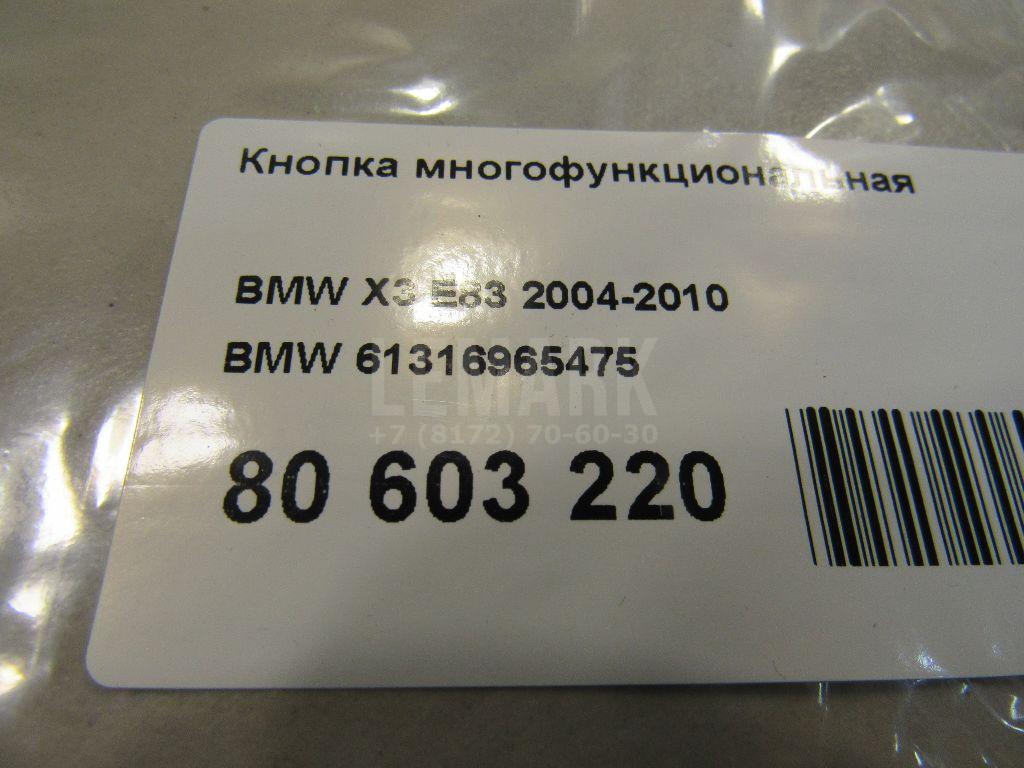 Кнопка многофункциональная
BMW X3 E83 2004-2010
BMW 61316965475
LEMARK
+7 (8172) 70-60-30
80 603 220